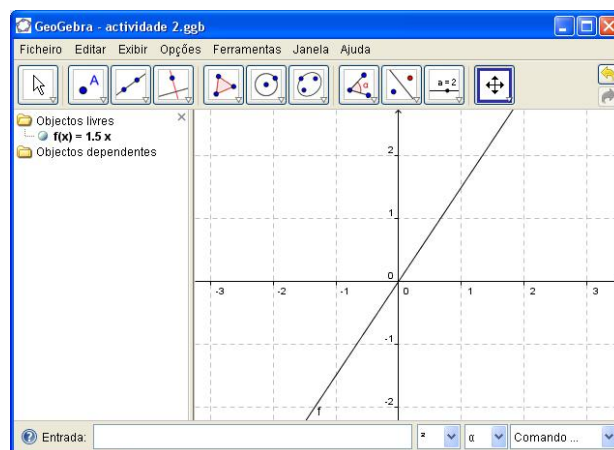 GeoGebra - actividade 2.ggb
Ficheiro Editar Exibir Opções Ferramentas Janela Ajuda
A
α
a = 2
Objectos livres
f(x) = 1.5 x
Objectos dependentes
2
1
0
-3 -2 -1 0 1 2 3
-1
-2
f
Entrada: ² α Comando ...